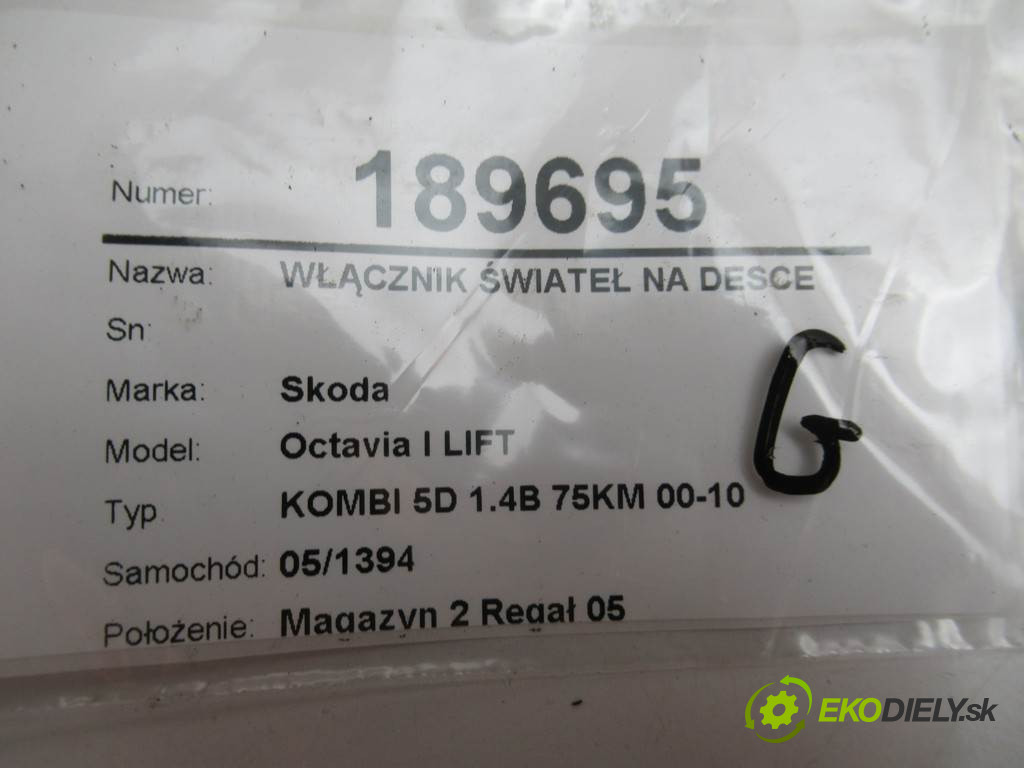 Numer: 189695
Nazwa: WŁĄCZNIK ŚWIATEŁ NA DESCE
Sn:
Marka: Skoda
Model: Octavia I LIFT
Typ KOMBI 5D 1.4B 75KM 00-10
Samochód: 05/1394
Położenie: Magazyn 2 Regał 05
G
EKODIELY.sk